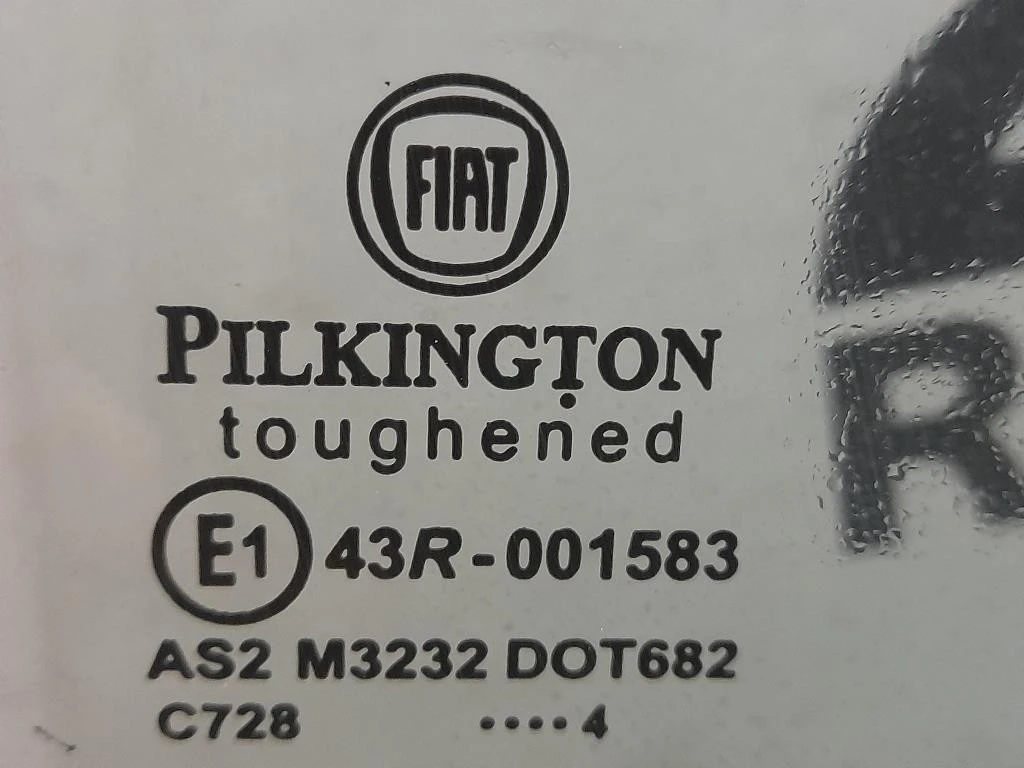 FIAT
PILKINGTON
toughened
E1 43R-001583
AS2 M3232 DOT682
C728 ····4
R